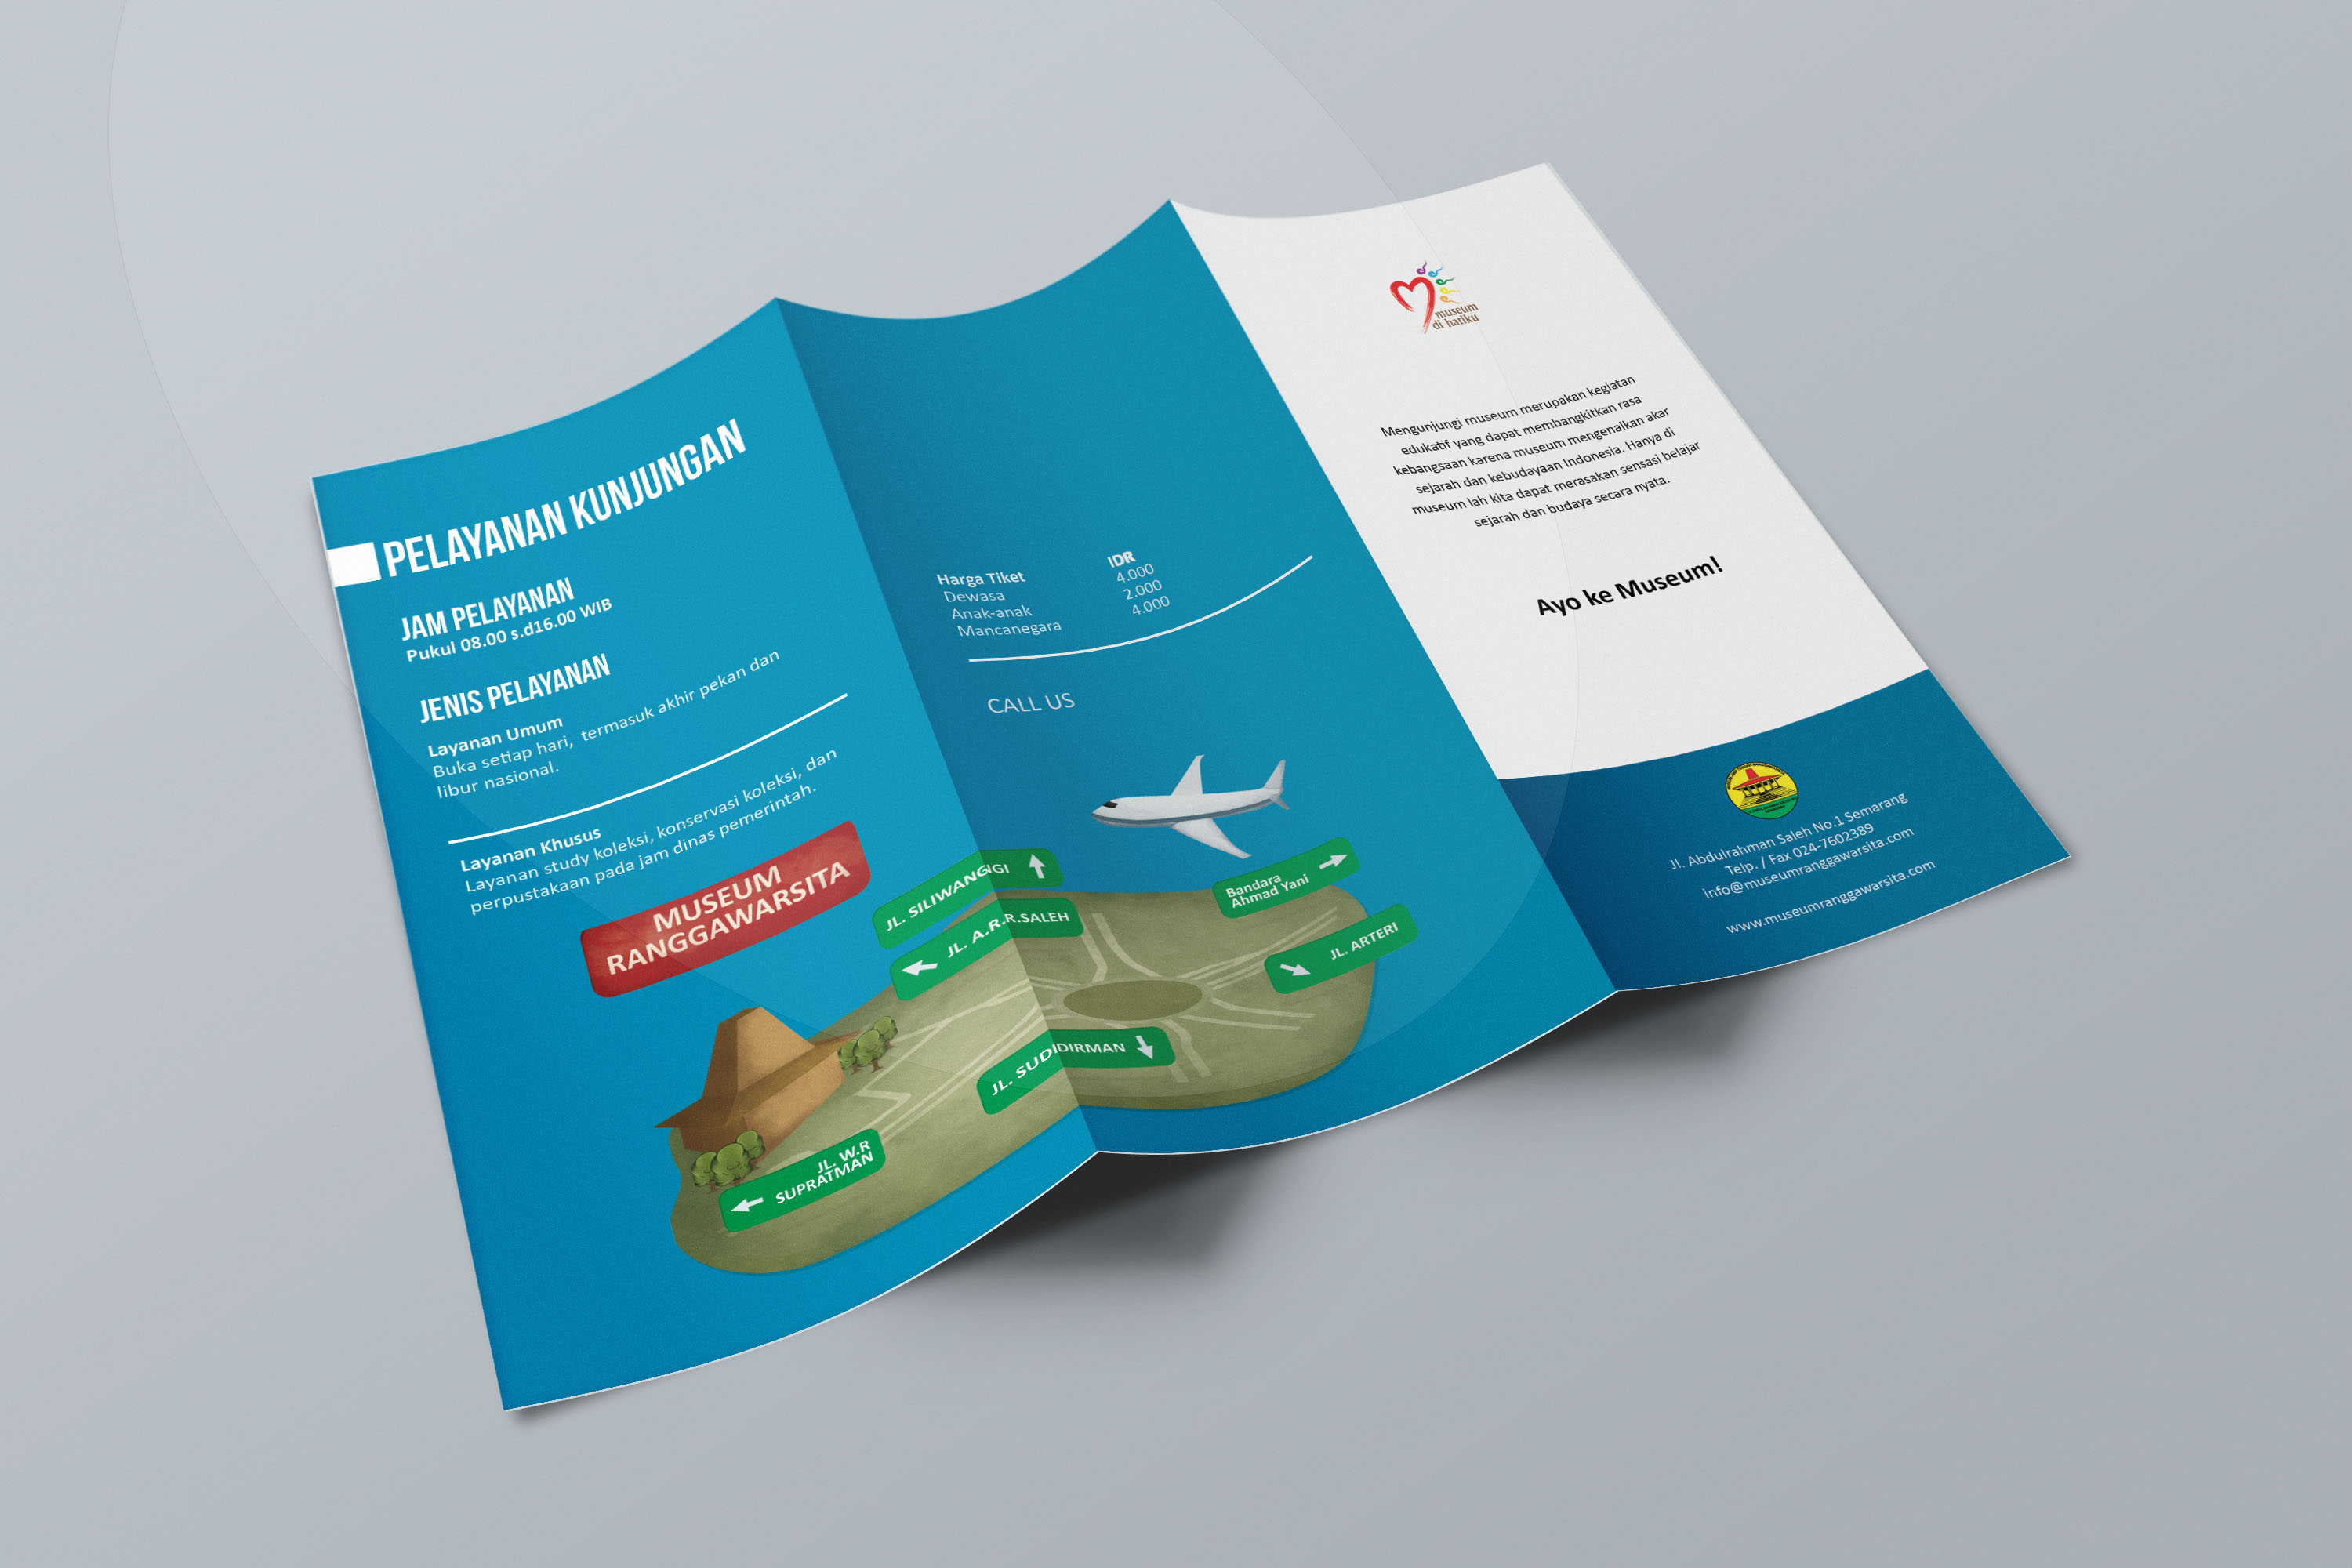 PELAYANAN KUNJUNGAN
JAM PELAYANAN
Pukul 08.00 s.d16.00 WIB
JENIS PELAYANAN
Layanan Umum
Buka setiap hari, termasuk akhir pekan dan
libur nasional.
Layanan Khusus
Layanan study koleksi, konservasi koleksi, dan
perpustakaan pada jam dinas pemerintah.
MUSEUM
RANGGAWARSITA
JL. SILIWANGNGI
JL. A.R.R.SALEH
JL. SUDIDIRMAN
JL. W.R
SUPRATMAN
Harga Tiket IDR
Dewasa 4.000
Anak-anak 2.000
Mancanegara 4.000
CALL US
Bandara
Ahmad Yani
JL. ARTERI
museum
di hatiku
Mengunjungi museum merupakan kegiatan
edukatif yang dapat membangkitkan rasa
kebangsaan karena museum mengenalkan akar
sejarah dan kebudayaan Indonesia. Hanya di
museum lah kita dapat merasakan sensasi belajar
sejarah dan budaya secara nyata.
Ayo ke Museum!
Jl. Abdulrahman Saleh No.1 Semarang
Telp. / Fax 024-7602389
info@museumranggawarsita.com
www.museumranggawarsita.com